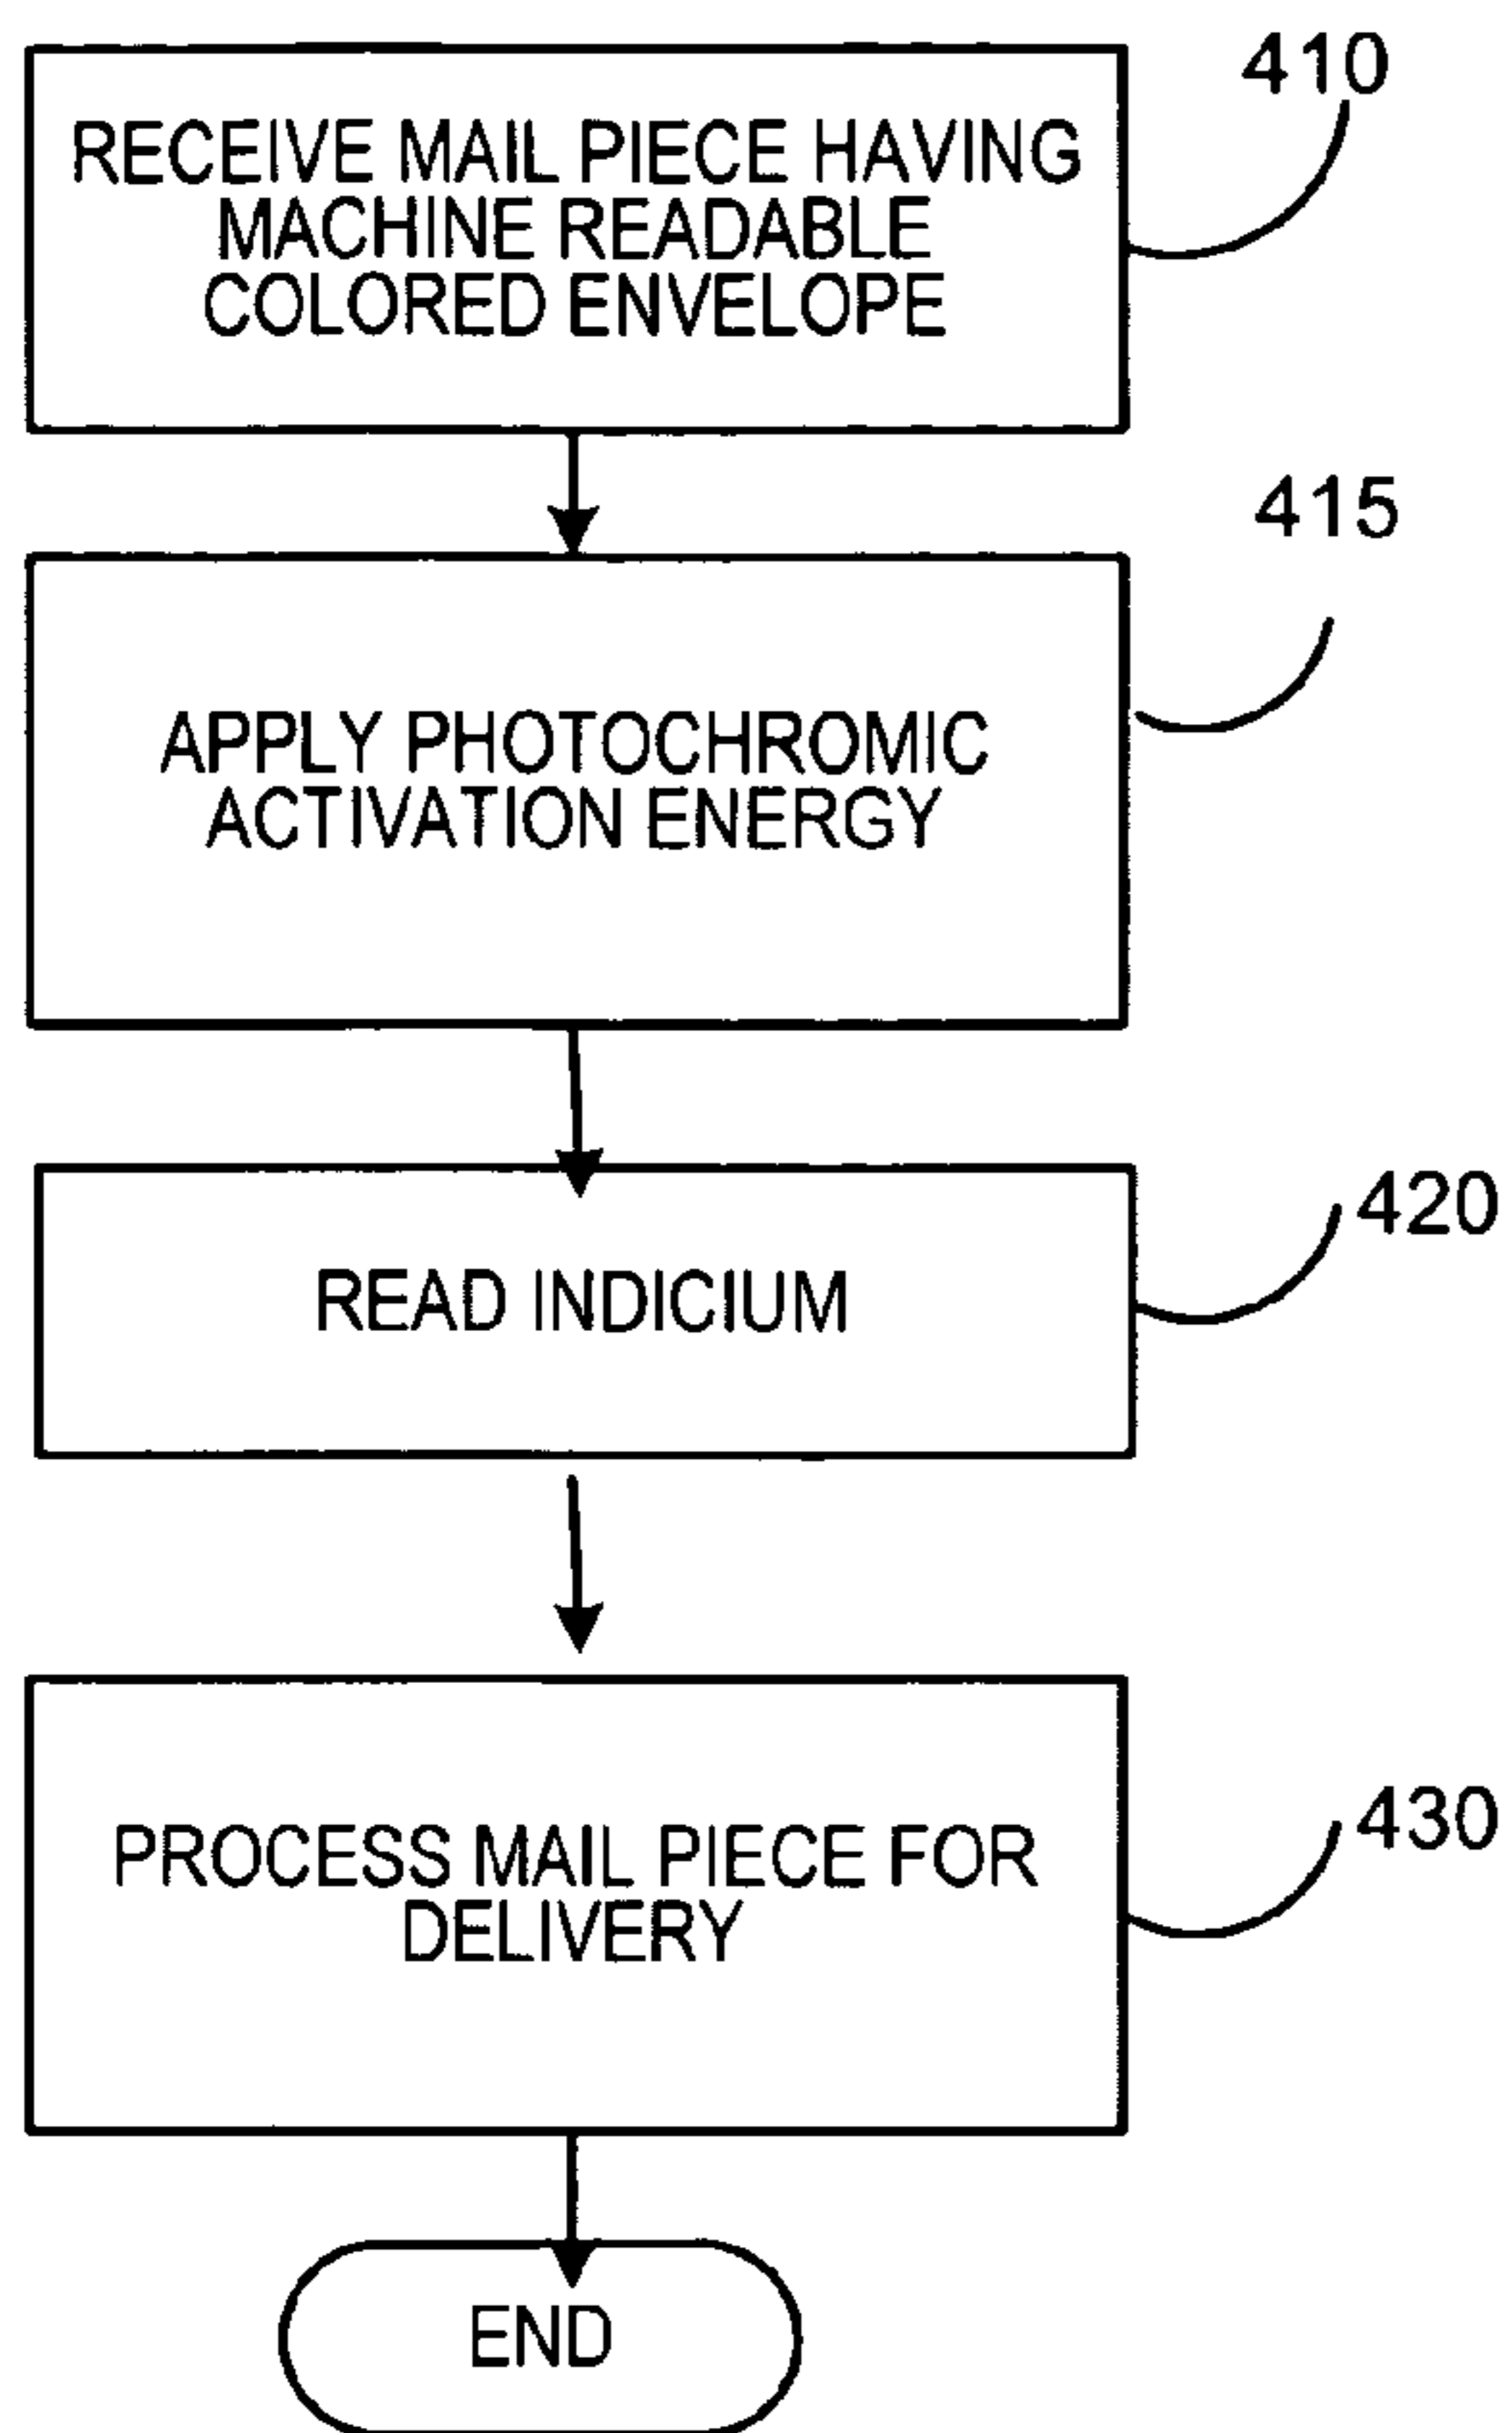 410
RECEIVE MAIL PIECE HAVING
MACHINE READABLE
COLORED ENVELOPE
415
APPLY PHOTOCHROMIC
ACTIVATION ENERGY
420
READ INDICIUM
430
PROCESS MAIL PIECE FOR
DELIVERY
END